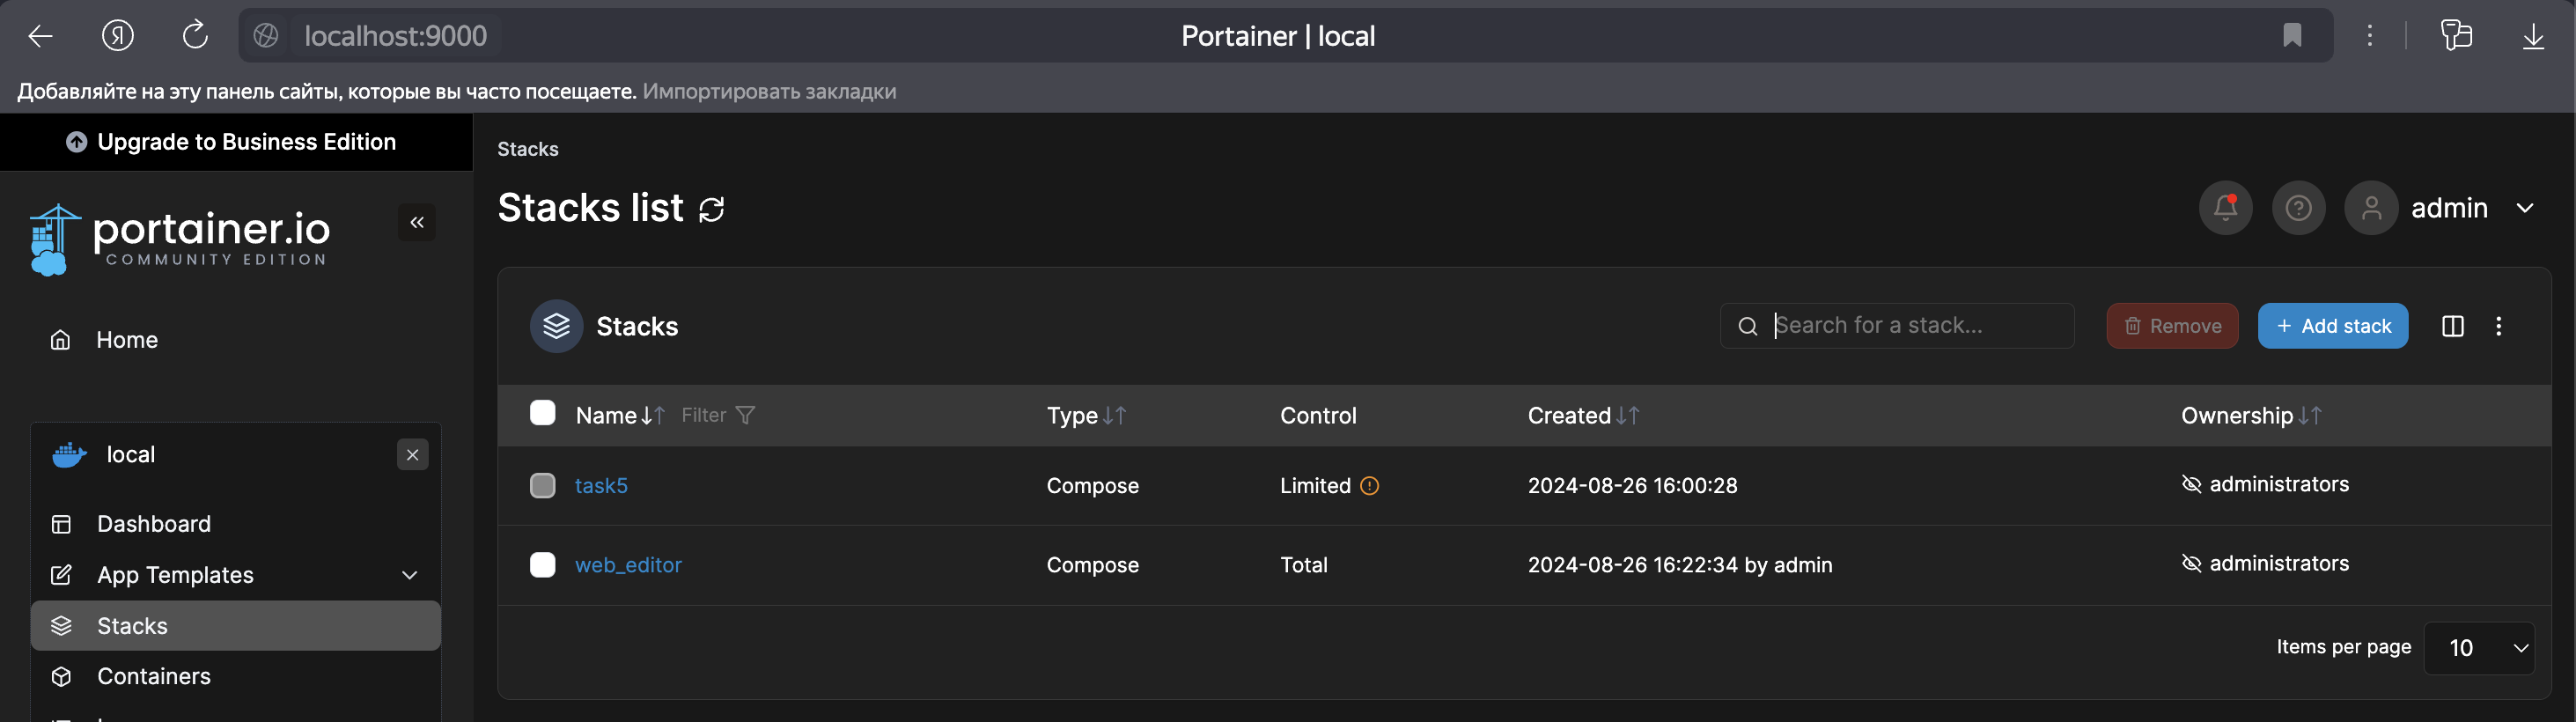 localhost:9000
Portainer | local
Добавляйте на эту панель сайты, которые вы часто посещаете. Импортировать закладки
Upgrade to Business Edition
portainer.io
COMMUNITY EDITION
Home
local
Dashboard
App Templates
Stacks
Containers
Stacks
Stacks list
admin
Stacks
Search for a stack...
Remove
+ Add stack
Name Filter Type Control Created Ownership
task5 Compose Limited 2024-08-26 16:00:28 administrators
web_editor Compose Total 2024-08-26 16:22:34 by admin administrators
Items per page 10